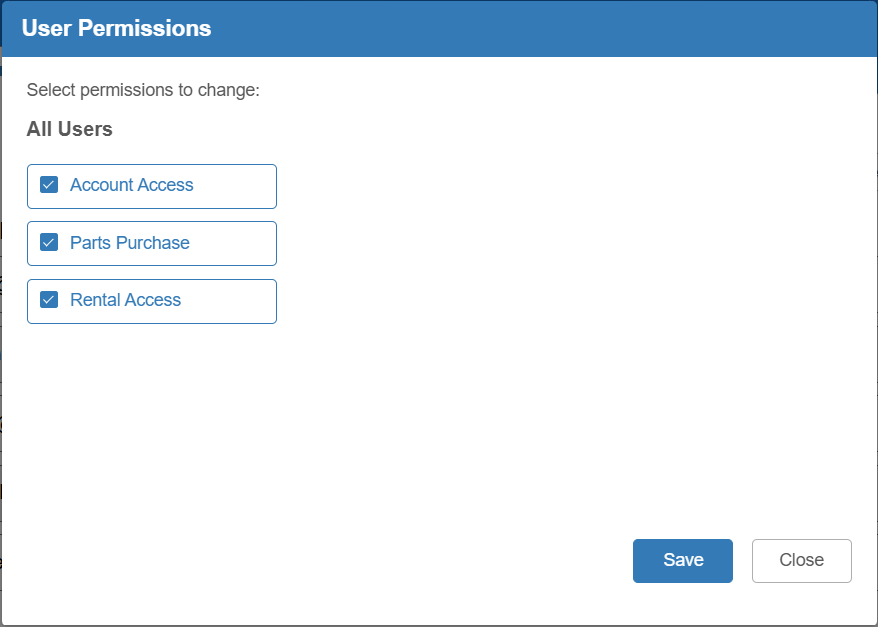 User Permissions
Select permissions to change:
All Users
Account Access
Parts Purchase
Rental Access
Save
Close